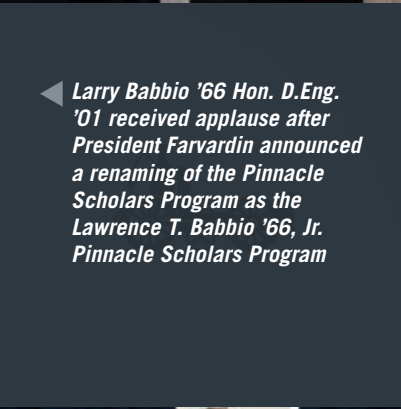 Larry Babbio ’66 Hon. D.Eng.
’01 received applause after
President Farvardin announced
a renaming of the Pinnacle
Scholars Program as the
Lawrence T. Babbio ’66, Jr.
Pinnacle Scholars Program